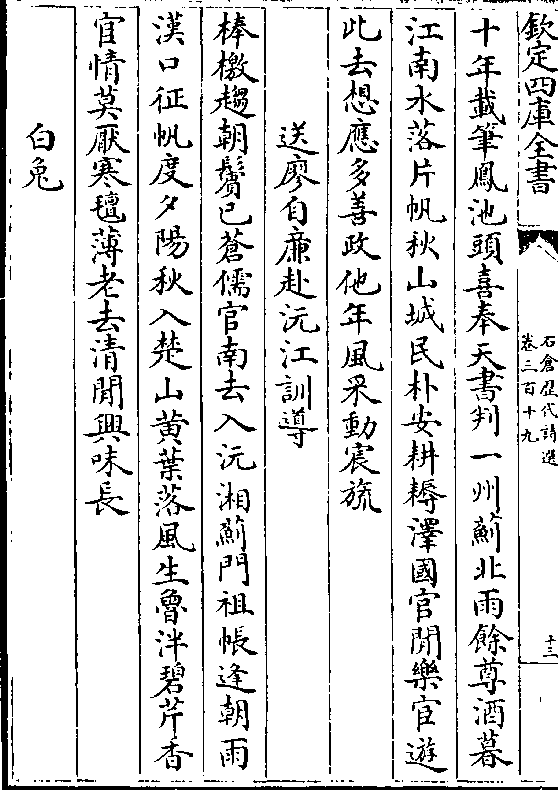 欽定四庫全書
石倉歴代詩選
卷三百十九
十三
十年載筆鳳池頭喜奉天書判一州薊北雨餘尊酒暮
江南水落片帆秋山城民朴安耕耨澤國官閒樂宦遊
此去想應多善政他年風采動宸旒
送廖自㢘赴沅江訓導
棒檄趨朝鬢已蒼儒官南去入沅湘薊門祖帳逢朝雨
漢口征帆度夕陽秋入楚山黄葉落風生魯泮碧芹香
宦情莫厭寒氊薄老去清閒興味長
白兔